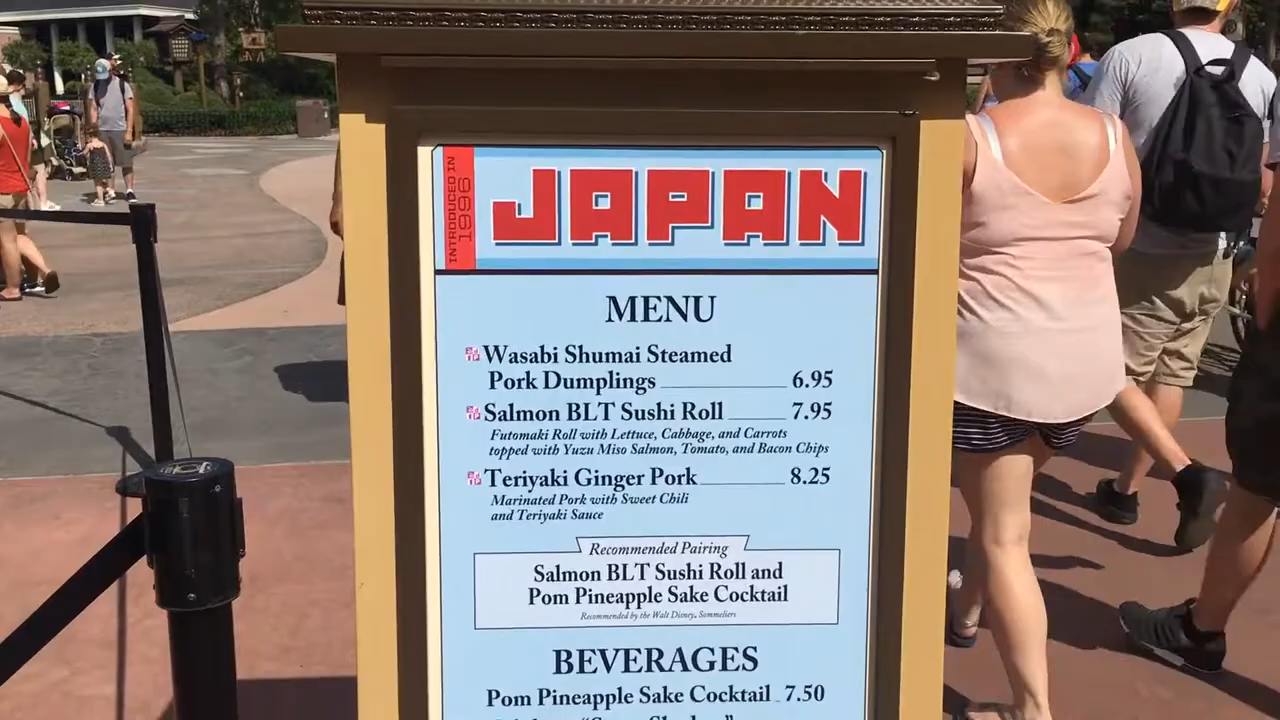 INTRODUCED IN
1996
JAPAN
MENU
Wasabi Shumai Steamed
Pork Dumplings 6.95
Salmon BLT Sushi Roll 7.95
Futomaki Roll with Lettuce, Cabbage, and Carrots
topped with Yuzu Miso Salmon, Tomato, and Bacon Chips
Teriyaki Ginger Pork 8.25
Marinated Pork with Sweet Chili
and Teriyaki Sauce
Recommended Pairing
Salmon BLT Sushi Roll and
Pom Pineapple Sake Cocktail
Recommended by the Walt Disney. Sommeliers
BEVERAGES
Pom Pineapple Sake Cocktail 7.50